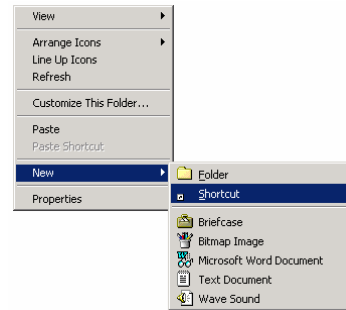 View
Arrange Icons
Line Up Icons
Refresh
Customize This Folder...
Paste
Paste Shortcut
New
Properties
Folder
Shortcut
Briefcase
Bitmap Image
Microsoft Word Document
Text Document
Wave Sound